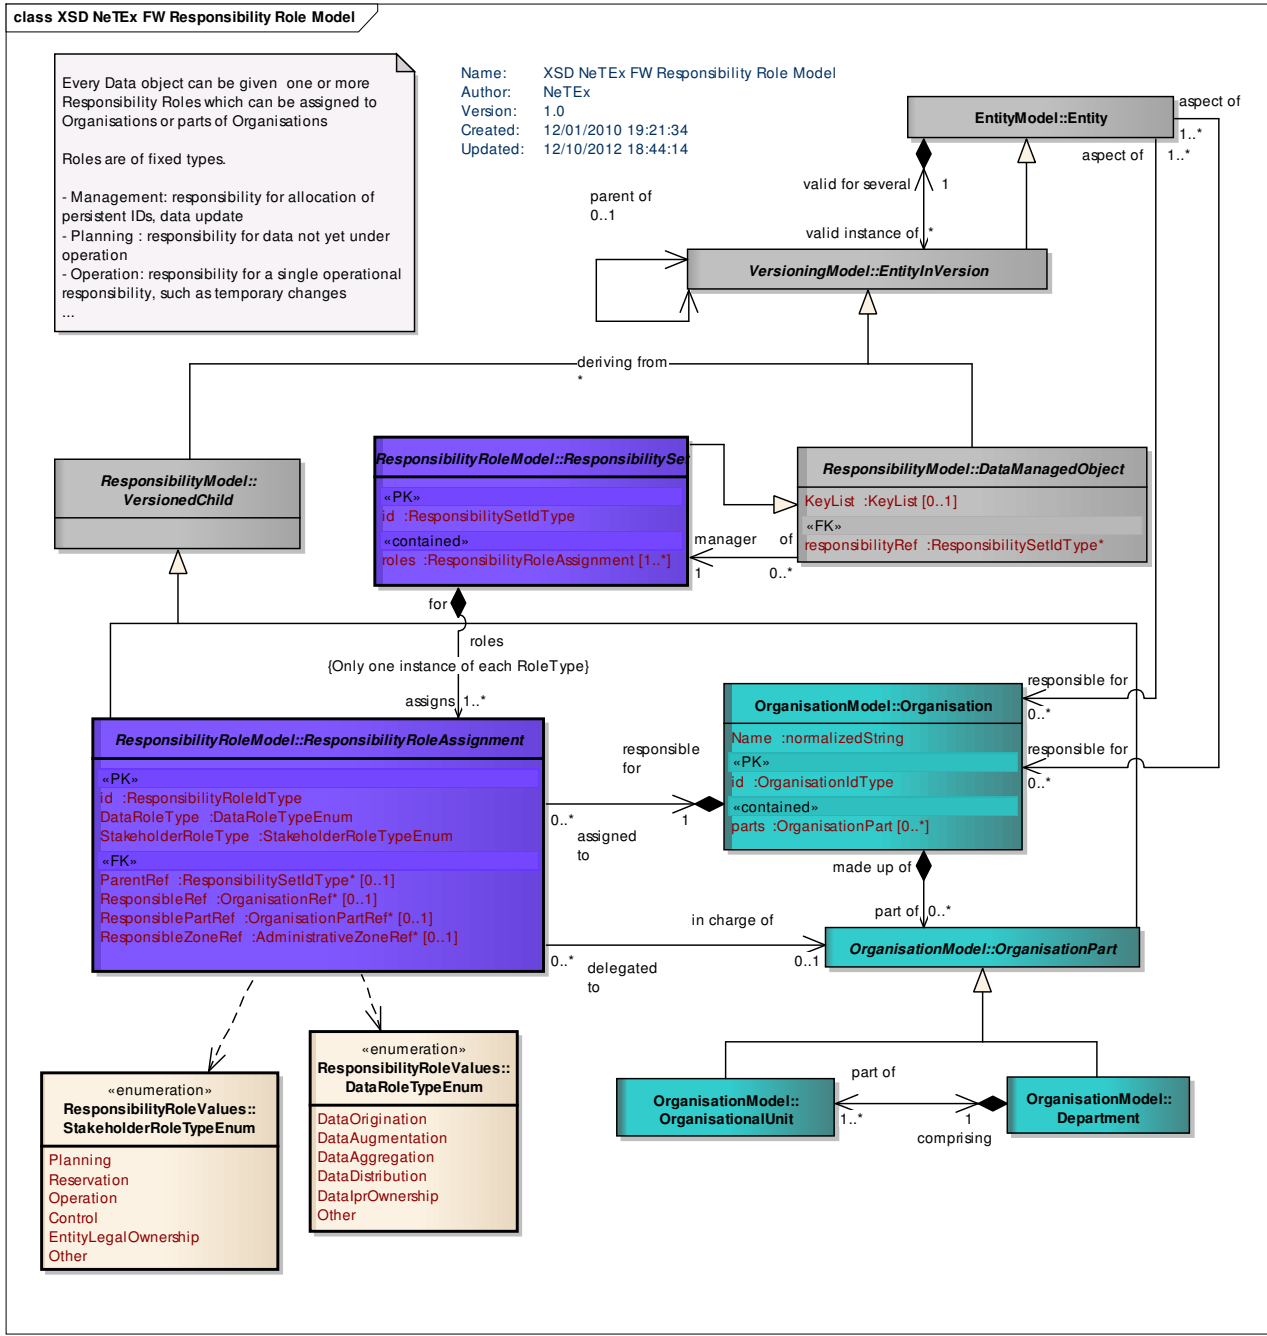 class XSD NeTEx FW Responsibility Role Model
Every Data object can be given  one or more
Responsibility Roles which can be assigned to
Organisations or parts of Organisations
Roles are of fixed types.
- Management: responsibility for allocation of
persistent IDs, data update
- Planning : responsibility for data not yet under
operation
- Operation: responsibility for a single operational
responsibility, such as temporary changes
...
Name: XSD NeTEx FW Responsibility Role Model
Author: NeTEx
Version: 1.0
Created: 12/01/2010 19:21:34
Updated: 12/10/2012 18:44:14
EntityModel::Entity
aspect of
1..*
aspect of 1..*
valid for several 1
valid instance of *
parent of
0..1
VersioningModel::EntityInVersion
deriving from
*
ResponsibilityModel::
VersionedChild
ResponsibilityRoleModel::ResponsibilitySet
«PK»
id :ResponsibilitySetIdType
«contained»
roles :ResponsibilityRoleAssignment [1..*]
ResponsibilityModel::DataManagedObject
KeyList :KeyList [0..1]
«FK»
responsibilityRef :ResponsibilitySetIdType*
manager of
1 0..*
for
roles
{Only one instance of each RoleType}
assigns 1..*
ResponsibilityRoleModel::ResponsibilityRoleAssignment
«PK»
id :ResponsibilityRoleIdType
DataRoleType :DataRoleTypeEnum
StakeholderRoleType :StakeholderRoleTypeEnum
«FK»
ParentRef :ResponsibilitySetIdType* [0..1]
ResponsibleRef :OrganisationRef* [0..1]
ResponsiblePartRef :OrganisationPartRef* [0..1]
ResponsibleZoneRef :AdministrativeZoneRef* [0..1]
responsible
for
0..* 1
assigned
to
OrganisationModel::Organisation
Name :normalizedString
«PK»
id :OrganisationIdType
«contained»
parts :OrganisationPart [0..*]
responsible for
0..*
responsible for
0..*
made up of
part of 0..*
in charge of
0..* 0..1
delegated
to
OrganisationModel::OrganisationPart
OrganisationModel::
OrganisationalUnit
part of
1..* 1
comprising
OrganisationModel::
Department
«enumeration»
ResponsibilityRoleValues::
StakeholderRoleTypeEnum
Planning
Reservation
Operation
Control
EntityLegalOwnership
Other
«enumeration»
ResponsibilityRoleValues::
DataRoleTypeEnum
DataOrigination
DataAugmentation
DataAggregation
DataDistribution
DataIprOwnership
Other